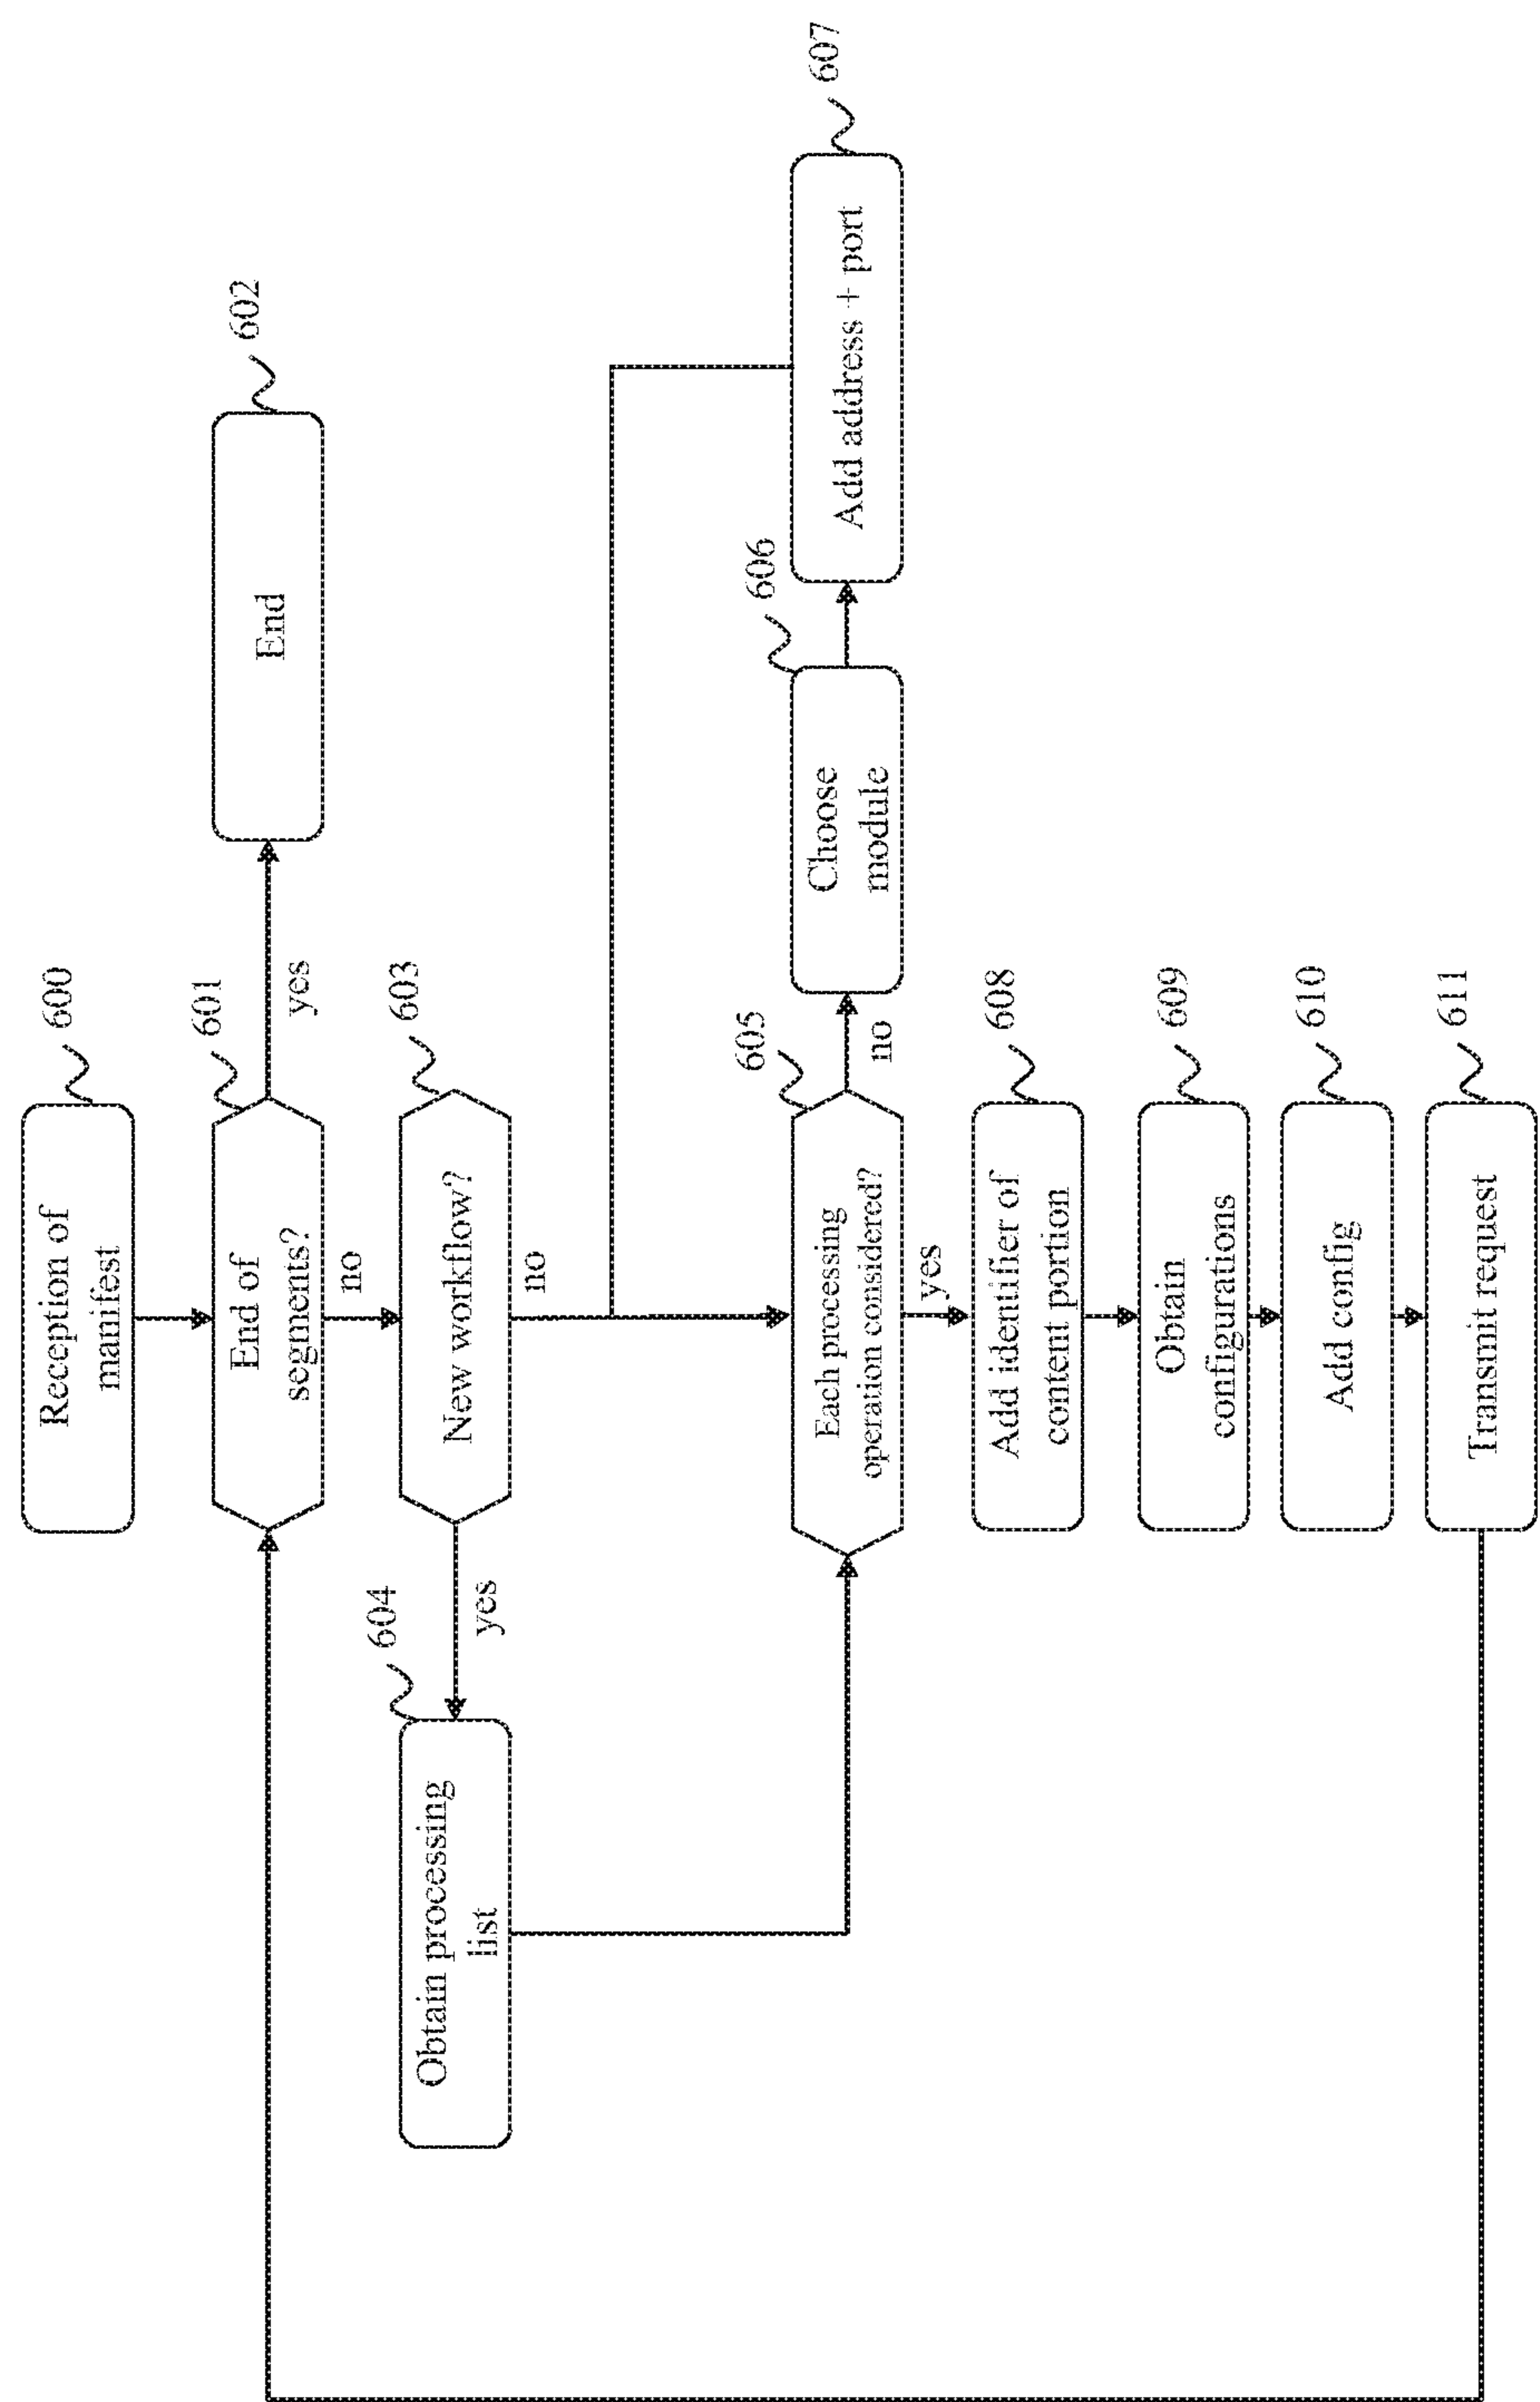 600
Reception of
manifest
601
End of
segments?
yes
602
End
no
603
New workflow?
yes
604
Obtain processing
list
no
605
Each processing
operation considered?
no
606
Choose
module
607
Add address + port
yes
608
Add identifier of
content portion
609
Obtain
configurations
610
Add config
611
Transmit request